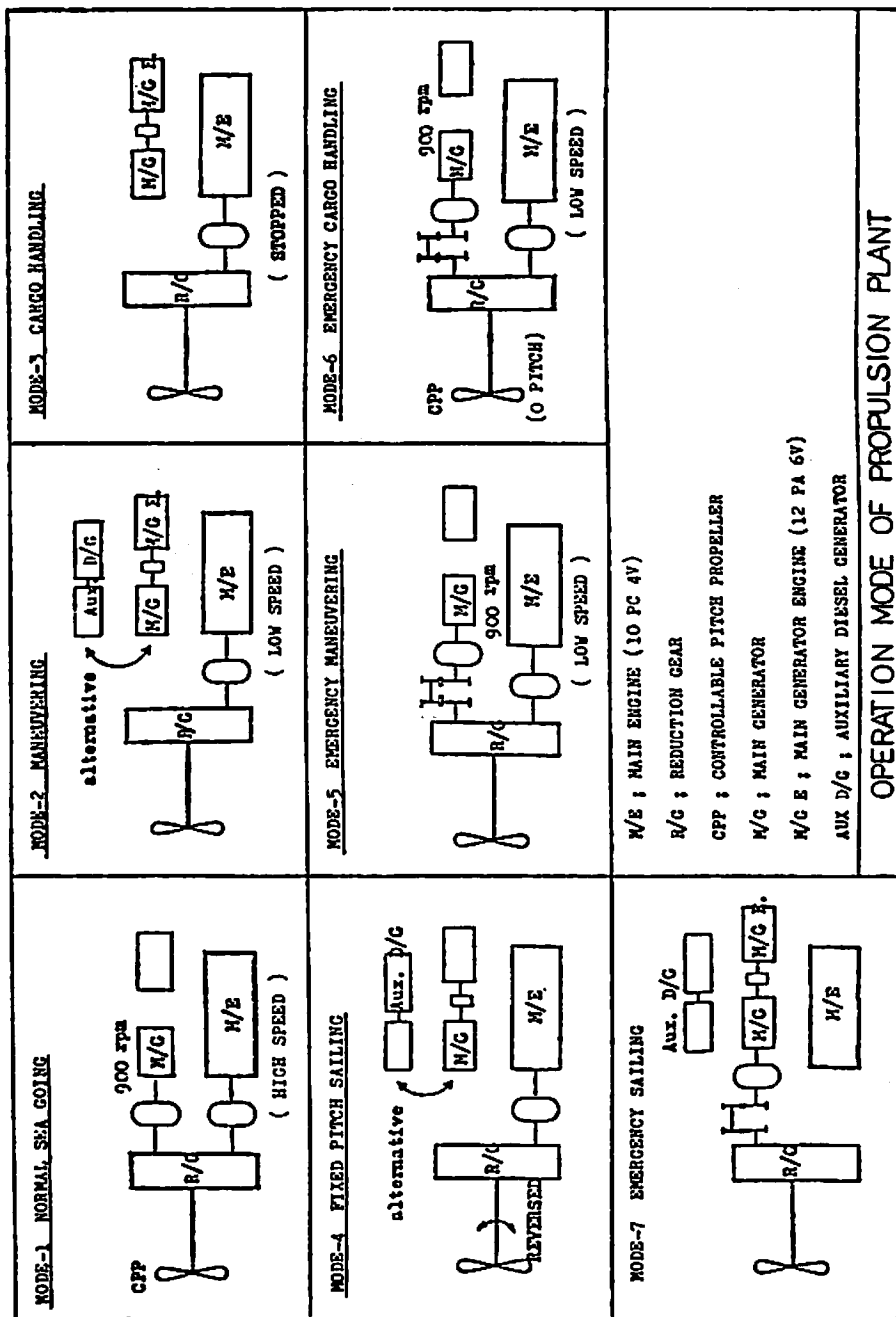 MODE-1 NORMAL SEA GOING
CPP
R/G
900 rpm
M/G
M/E
( HIGH SPEED )
MODE-2 MANEUVERING
alternative
Aux D/G
M/G
M/G E.
R/G
M/E
( LOW SPEED )
MODE-3 CARGO HANDLING
M/G
M/G E.
R/G
M/E
( STOPPED )
MODE-4 FIXED PITCH SAILING
alternative
Aux. D/G
M/G
R/G
M/E
REVERSED
MODE-5 EMERGENCY MANEUVERING
R/G
M/G
900 rpm
M/E
( LOW SPEED )
MODE-6 EMERGENCY CARGO HANDLING
CPP
R/G
900 rpm
M/G
M/E
(0 PITCH)
( LOW SPEED )
MODE-7 EMERGENCY SAILING
Aux. D/G
R/G
M/G
M/G E.
M/E
M/E ; MAIN ENGINE (10 PC 4V)
R/G ; REDUCTION GEAR
CPP ; CONTROLLABLE PITCH PROPELLER
M/G ; MAIN GENERATOR
M/G E ; MAIN GENERATOR ENGINE (12 PA 6V)
AUX D/G ; AUXILIARY DIESEL GENERATOR
OPERATION MODE OF PROPULSION PLANT